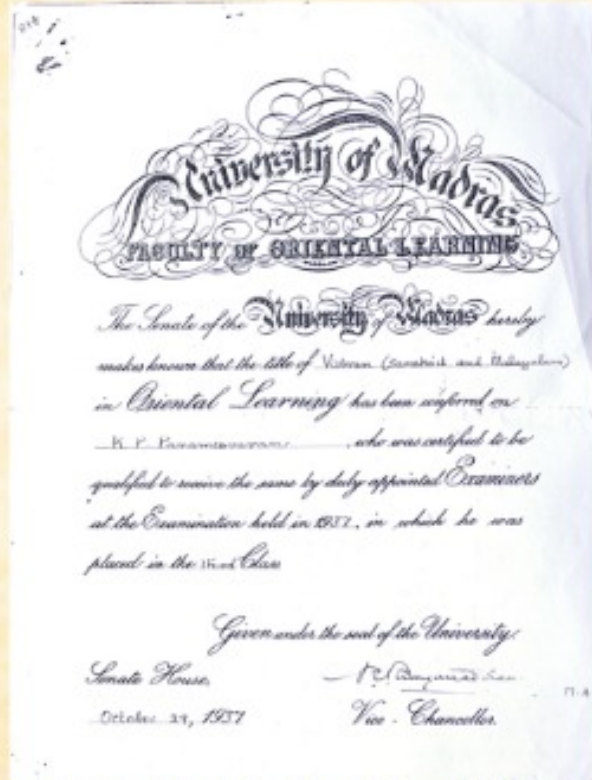 University of Madras
FACULTY OF ORIENTAL LEARNING
The Senate of the University of Madras hereby
makes known that the title of Vidwan (Sanskrit and Malayalam)
in Oriental Learning has been conferred on
K P Parameswaran, who was certified to be
qualified to receive the same by duly appointed Examiners
at the Examination held in 1937, in which he was
placed in the Class
Given under the seal of the University
Senate House,
October 29, 1937 Vice-Chancellor.